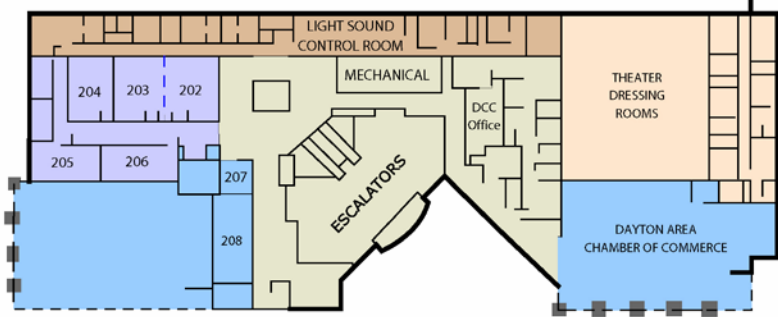 LIGHT SOUND
CONTROL ROOM
MECHANICAL
204
203
202
DCC
Office
THEATER
DRESSING
ROOMS
205
206
207
208
ESCALATORS
DAYTON AREA
CHAMBER OF COMMERCE